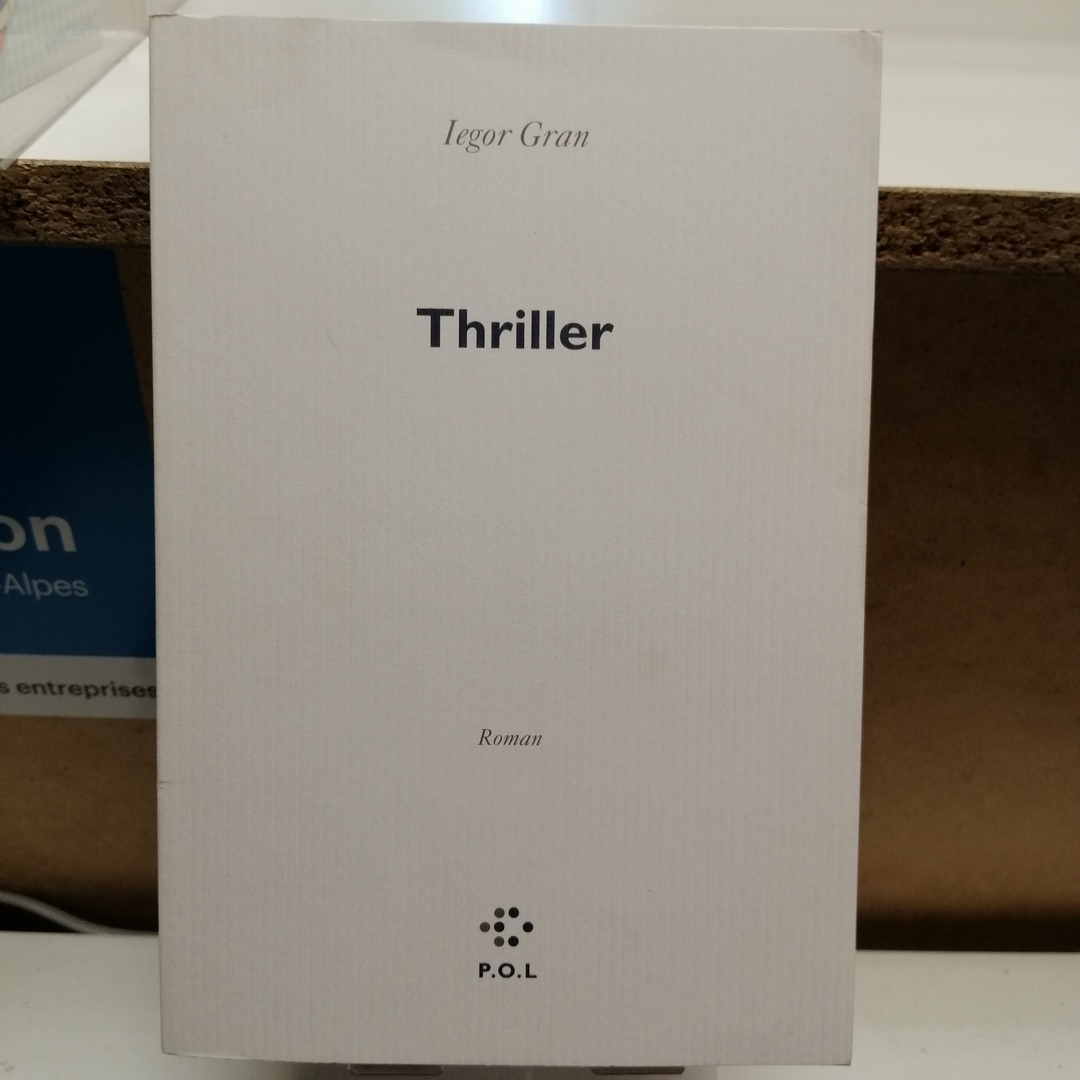 Iegor Gran
Thriller
Roman
P.O.L
on
-Alpes
s entreprises